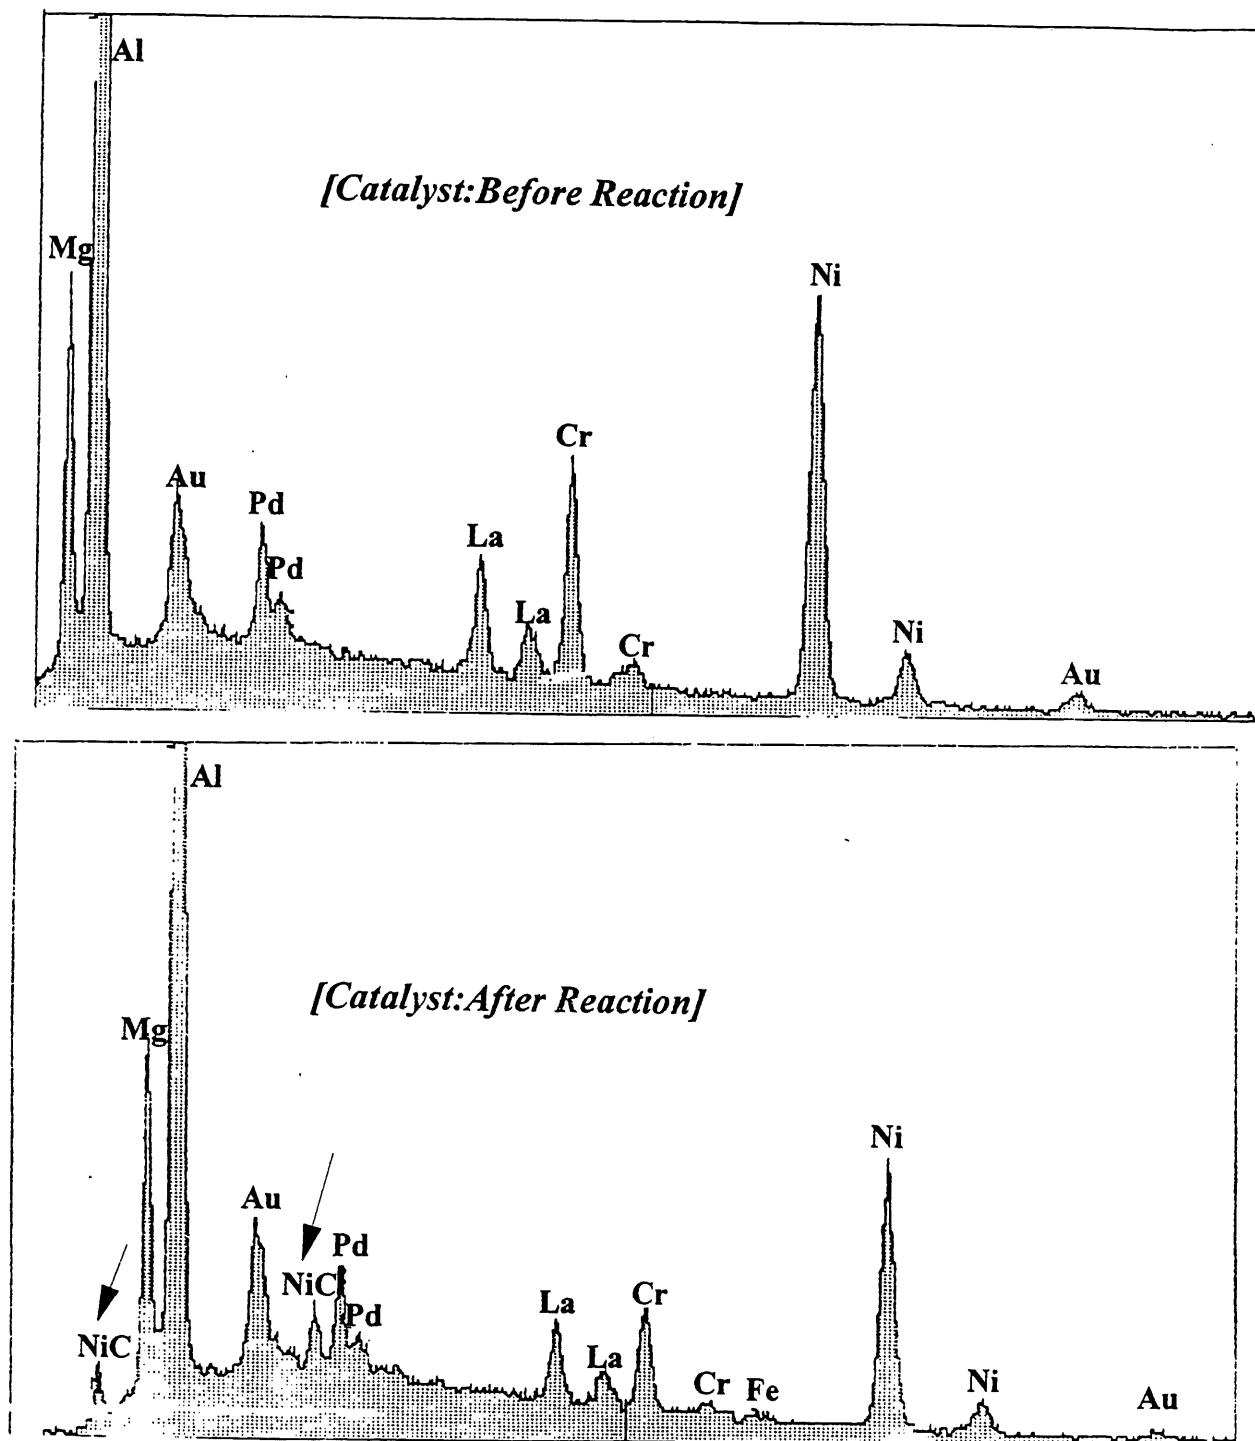 Al
[Catalyst:Before Reaction]
Mg
Ni
Cr
Au
Pd
La
Pd
La
Cr
Ni
Au
Al
[Catalyst:After Reaction]
Mg
Ni
Au
Pd
NiC
La
Cr
Pd
NiC
La
Cr
Fe
Ni
Au